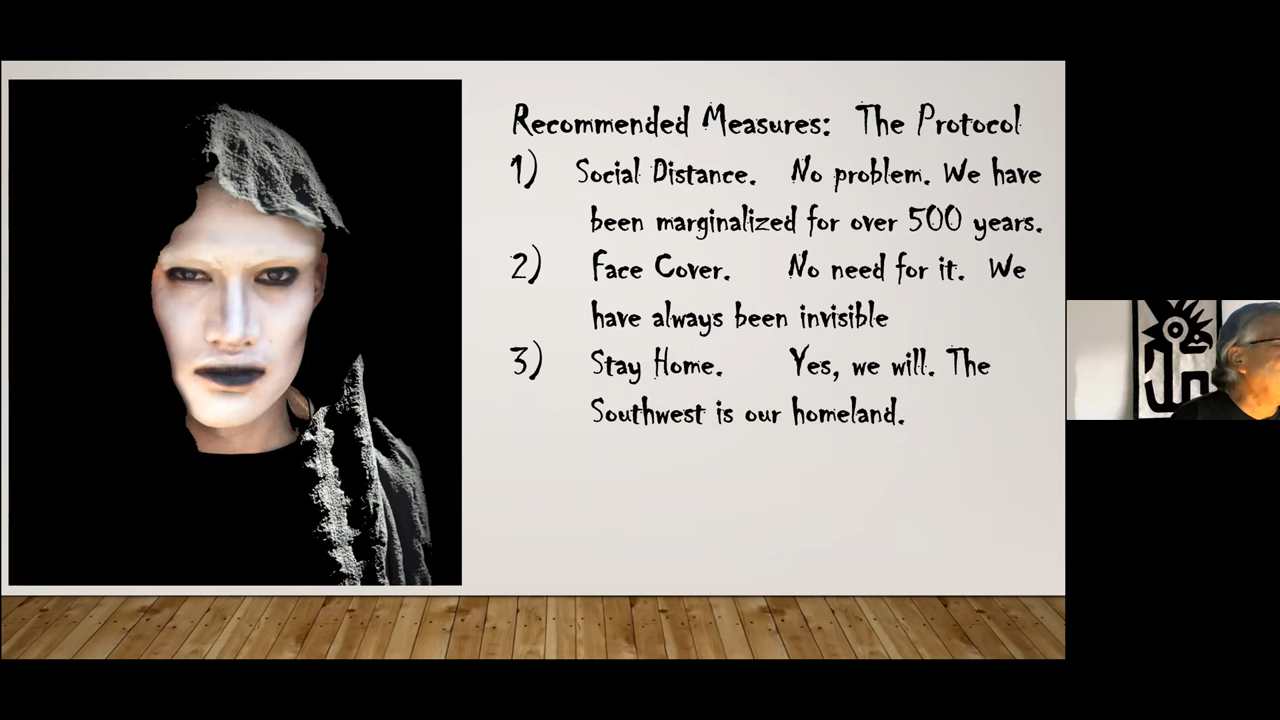 Recommended Measures: The Protocol
1) Social Distance. No problem. We have
been marginalized for over 500 years.
2) Face Cover. No need for it. We
have always been invisible
3) Stay Home. Yes, we will. The
Southwest is our homeland.